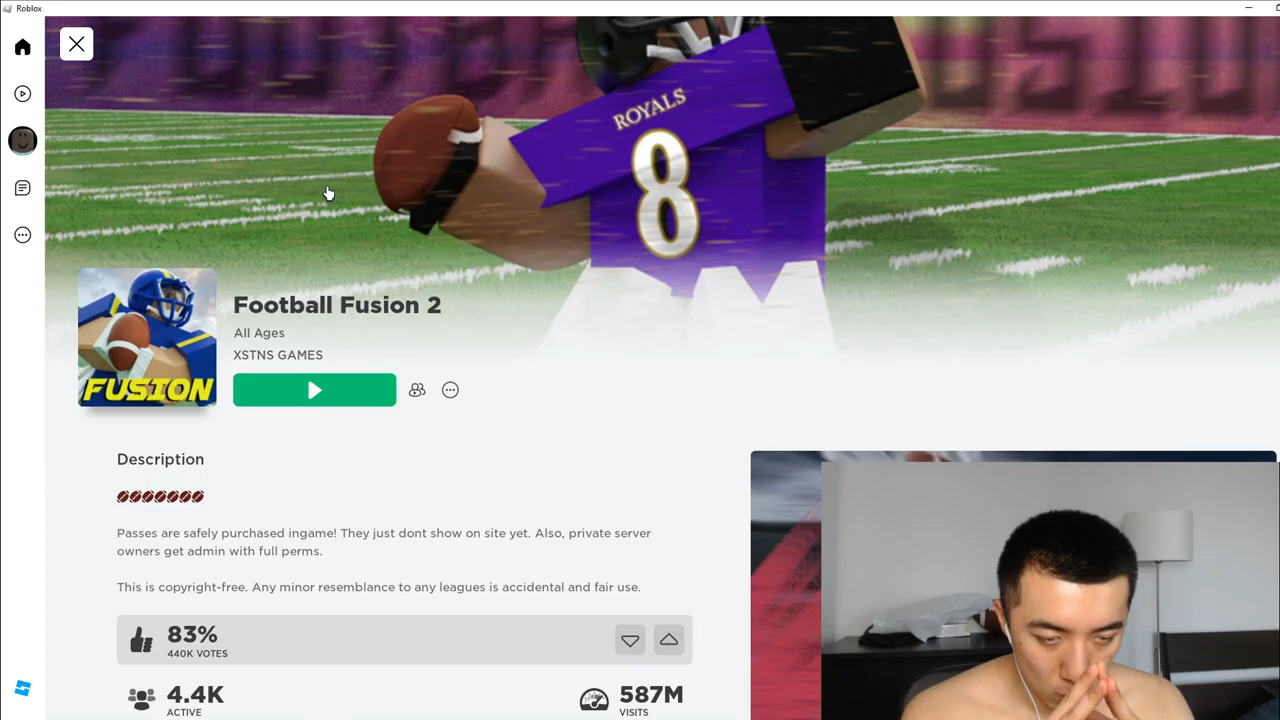 Roblox
ROYALS
8
FUSION
Football Fusion 2
All Ages
XSTNS GAMES
Description
Passes are safely purchased ingame! They just dont show on site yet. Also, private server
owners get admin with full perms.
This is copyright-free. Any minor resemblance to any leagues is accidental and fair use.
83%
440K VOTES
4.4K
ACTIVE
587M
VISITS